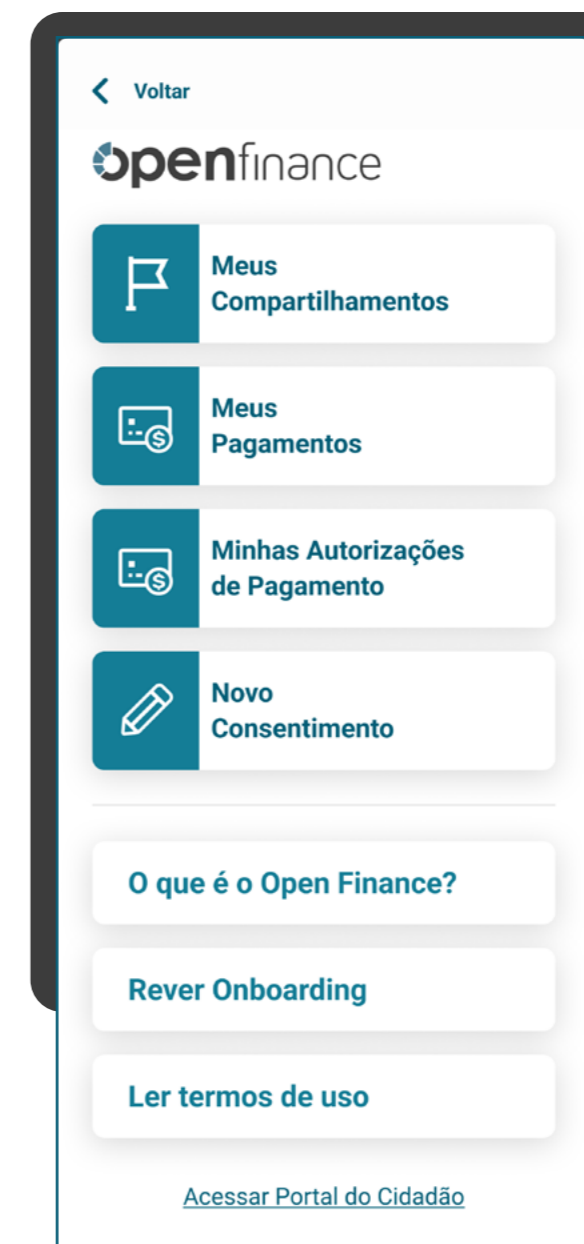 Voltar
openfinance
Meus
Compartilhamentos
Meus
Pagamentos
Minhas Autorizações
de Pagamento
Novo
Consentimento
O que é o Open Finance?
Rever Onboarding
Ler termos de uso
Acessar Portal do Cidadão